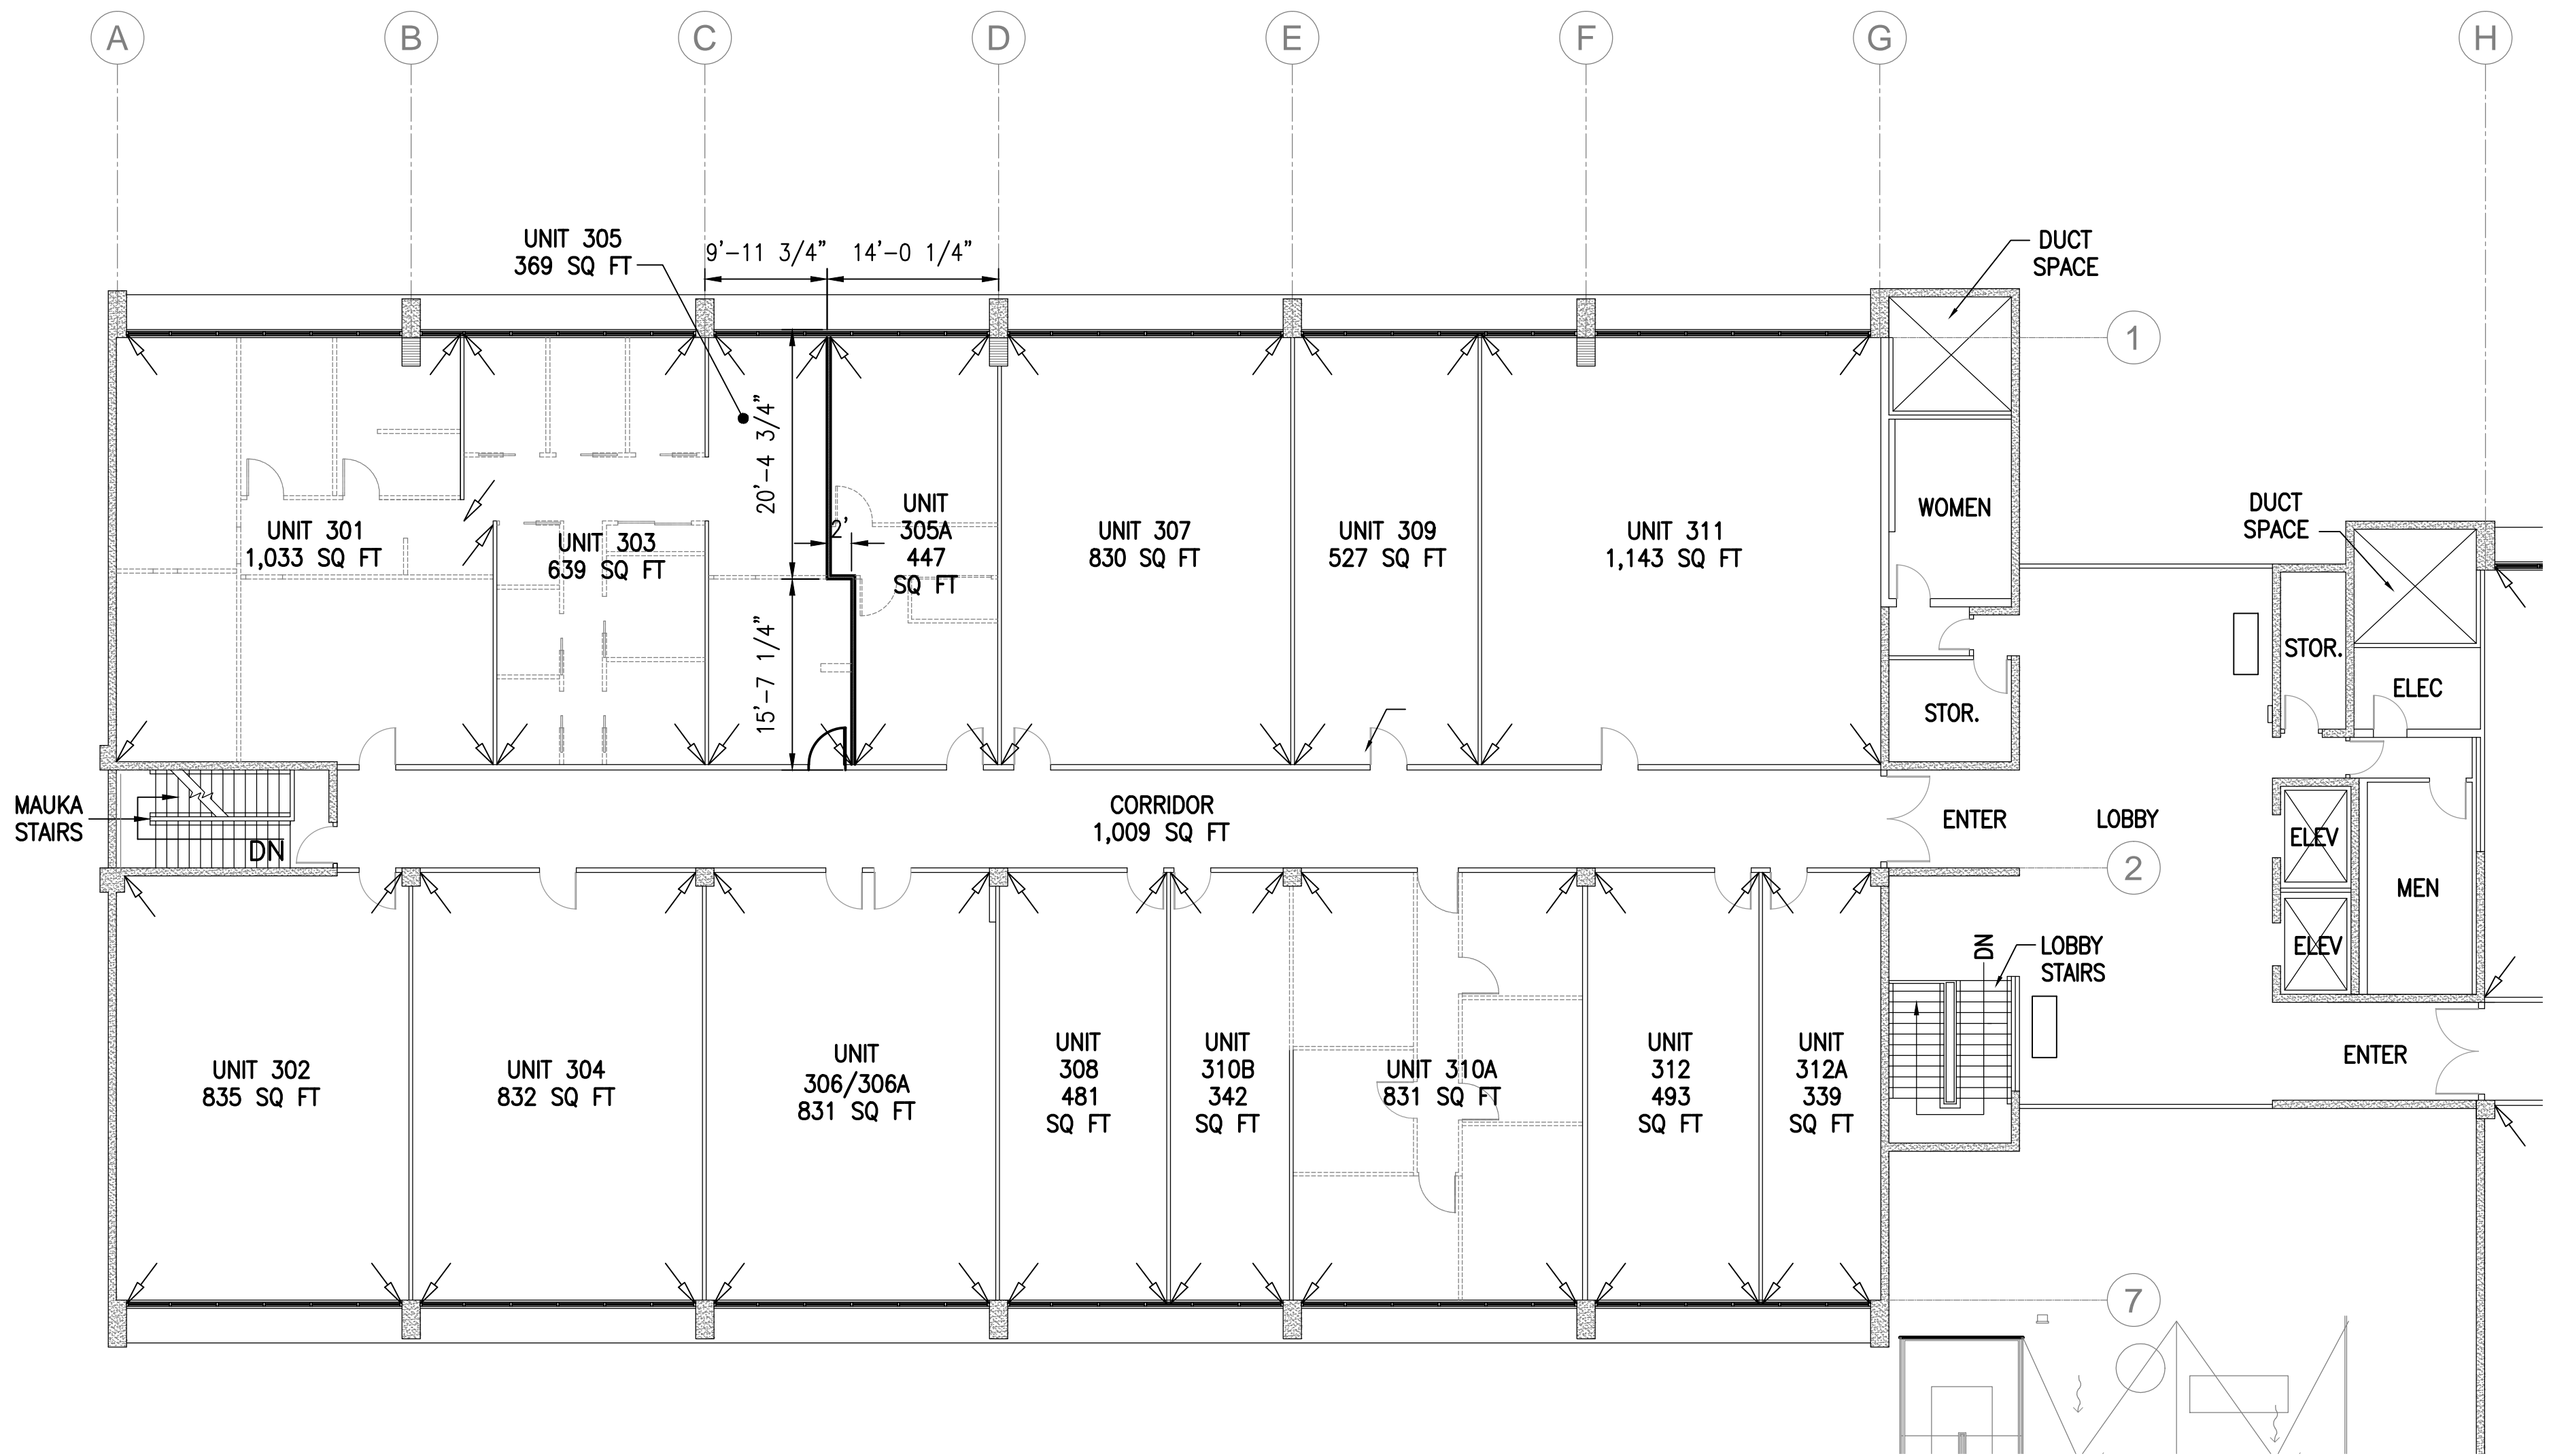 A
B
C
D
E
F
G
H
UNIT 305
369 SQ FT
9'-11 3/4"
14'-0 1/4"
DUCT
SPACE
1
20'-4 3/4"
15'-7 1/4"
2'
UNIT 301
1,033 SQ FT
UNIT 303
639 SQ FT
UNIT
305A
447
SQ FT
UNIT 307
830 SQ FT
UNIT 309
527 SQ FT
UNIT 311
1,143 SQ FT
WOMEN
STOR.
DUCT
SPACE
STOR.
ELEC
MAUKA
STAIRS
DN
CORRIDOR
1,009 SQ FT
ENTER
LOBBY
2
ELEV
ELEV
MEN
DN
LOBBY
STAIRS
ENTER
UNIT 302
835 SQ FT
UNIT 304
832 SQ FT
UNIT
306/306A
831 SQ FT
UNIT
308
481
SQ FT
UNIT
310B
342
SQ FT
UNIT 310A
831 SQ FT
UNIT
312
493
SQ FT
UNIT
312A
339
SQ FT
7